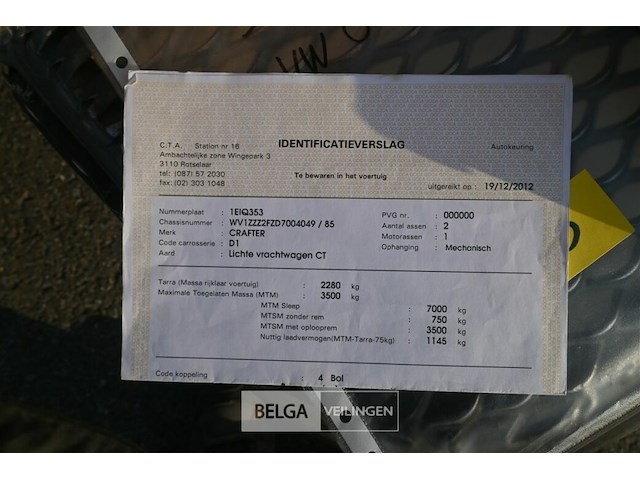 HW
C.T.A. Station nr 16
IDENTIFICATIEVERSLAG
Autokeuring
Ambachtelijke zone Wingepark 3
3110 Rotselaar
tel: (087) 57 2030
fax: (02) 303 1048
Te bewaren in het voertuig
uitgereikt op : 19/12/2012
Nummerplaat : 1EIQ353
PVG nr. : 000000
Chassisnummer : WV1ZZZ2FZD7004049 / 85
Aantal assen : 2
Merk : CRAFTER
Motorassen : 1
Code carrosserie : D1
Ophanging : Mechanisch
Aard : Lichte vrachtwagen CT
Tarra (Massa rijklaar voertuig) : 2280 kg
Maximale Toegelaten Massa (MTM) : 3500 kg
MTM Sleep : 7000 kg
MTSM zonder rem : 750 kg
MTSM met oplooprem : 3500 kg
Nuttig laadvermogen(MTM-Tarra-75kg) : 1145 kg
Code koppeling : 4 Bol
BELGA VEILINGEN